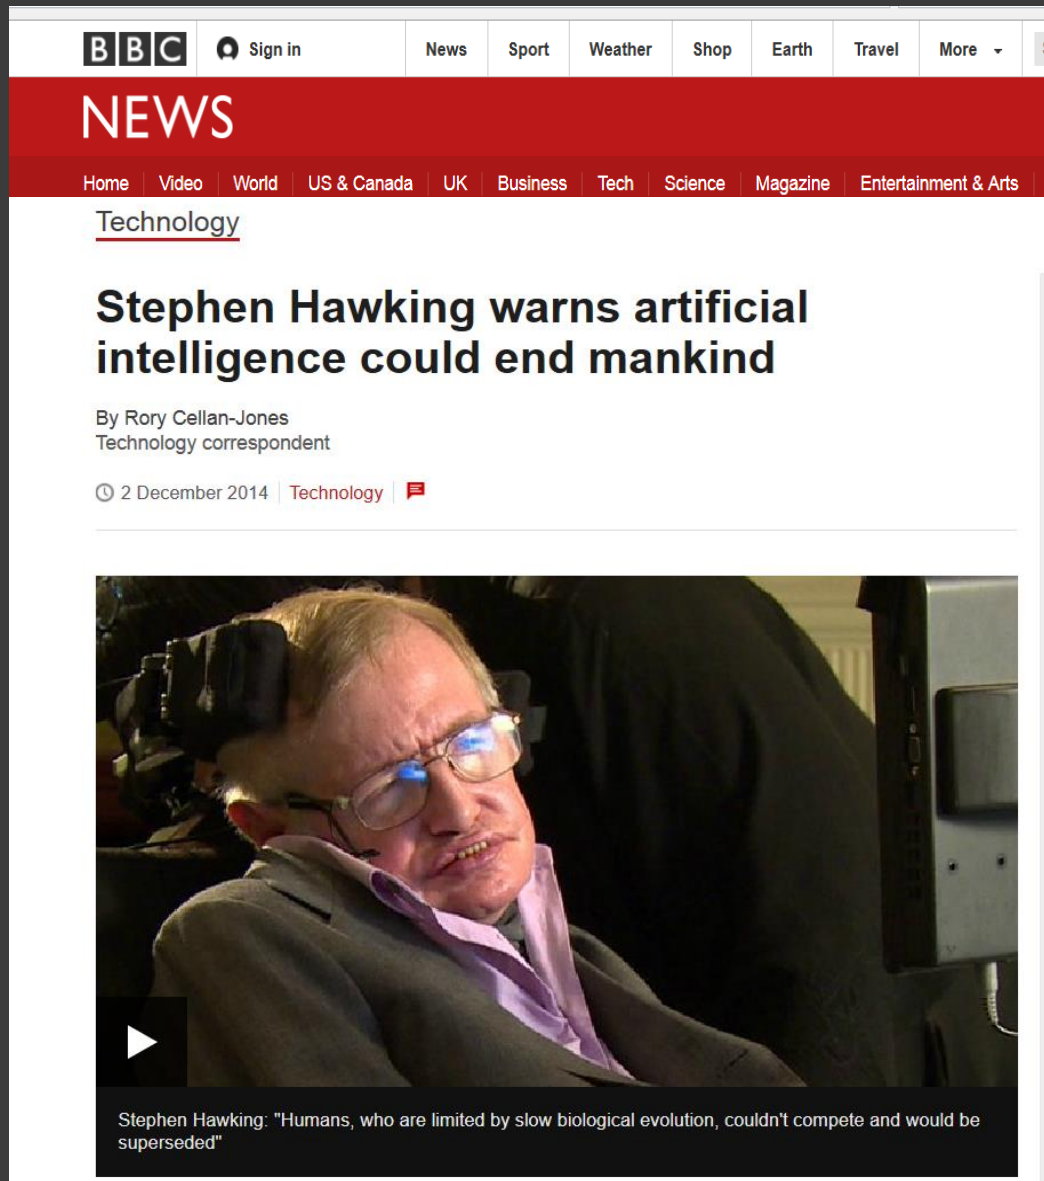 BBC Sign in News Sport Weather Shop Earth Travel More
NEWS
Home Video World US & Canada UK Business Tech Science Magazine Entertainment & Arts
Technology
Stephen Hawking warns artificial
intelligence could end mankind
By Rory Cellan-Jones
Technology correspondent
2 December 2014 Technology
Stephen Hawking: "Humans, who are limited by slow biological evolution, couldn't compete and would be
superseded"